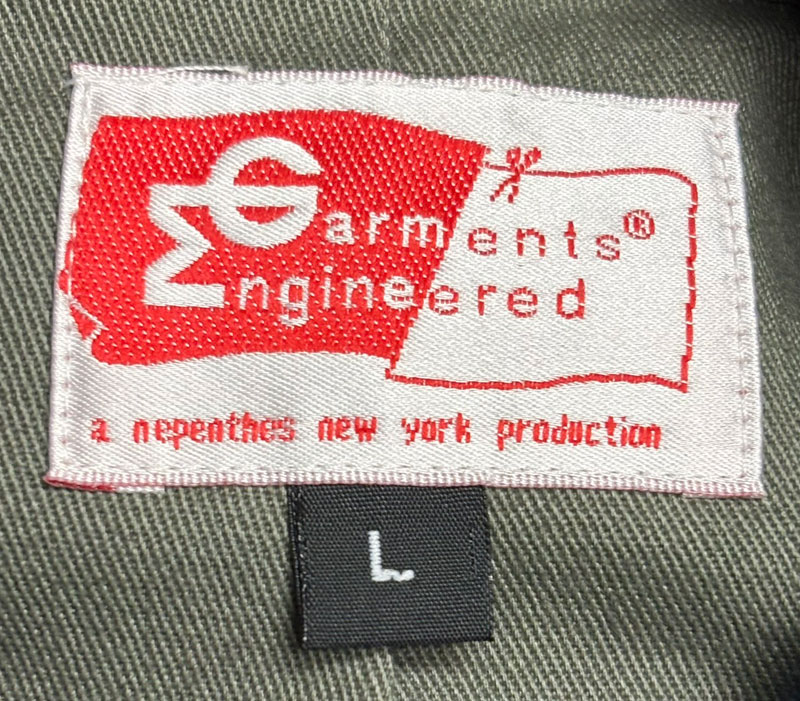 Garments®
Engineered
a nepenthes new york production
L